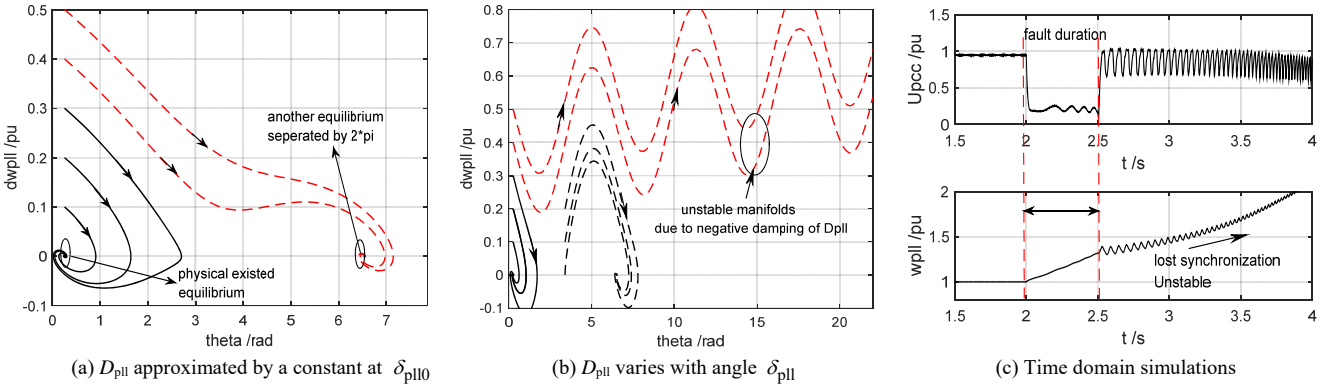 0.5
0.4
0.3
0.2
0.1
0
-0.1
dwpll /pu
0
1
2
3
4
5
6
7
theta /rad
another equilibrium
seperated by 2*pi
physical existed
equilibrium
(a) Dpll approximated by a constant at δpll0
0.8
0.7
0.6
0.5
0.4
0.3
0.2
0.1
0
-0.1
dwpll /pu
0
5
10
15
20
theta /rad
unstable manifolds
due to negative damping of Dpll
(b) Dpll varies with angle δpll
1.5
1
0.5
0
Upcc /pu
fault duration
1.5
2
2.5
3
3.5
4
t /s
2
1.5
1
wpll /pu
lost synchronization
Unstable
1.5
2
2.5
3
3.5
4
t /s
(c) Time domain simulations